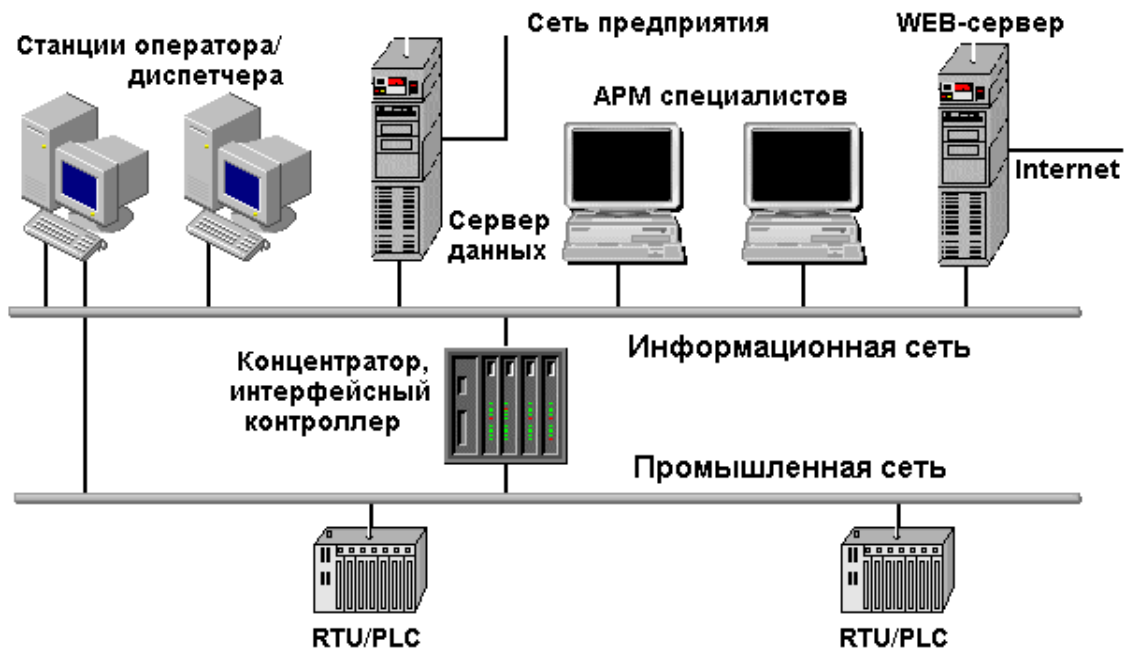 Станции оператора/
диспетчера
Сеть предприятия
WEB-сервер
АРМ специалистов
Internet
Сервер
данных
Информационная сеть
Концентратор,
интерфейсный
контроллер
Промышленная сеть
RTU/PLC
RTU/PLC